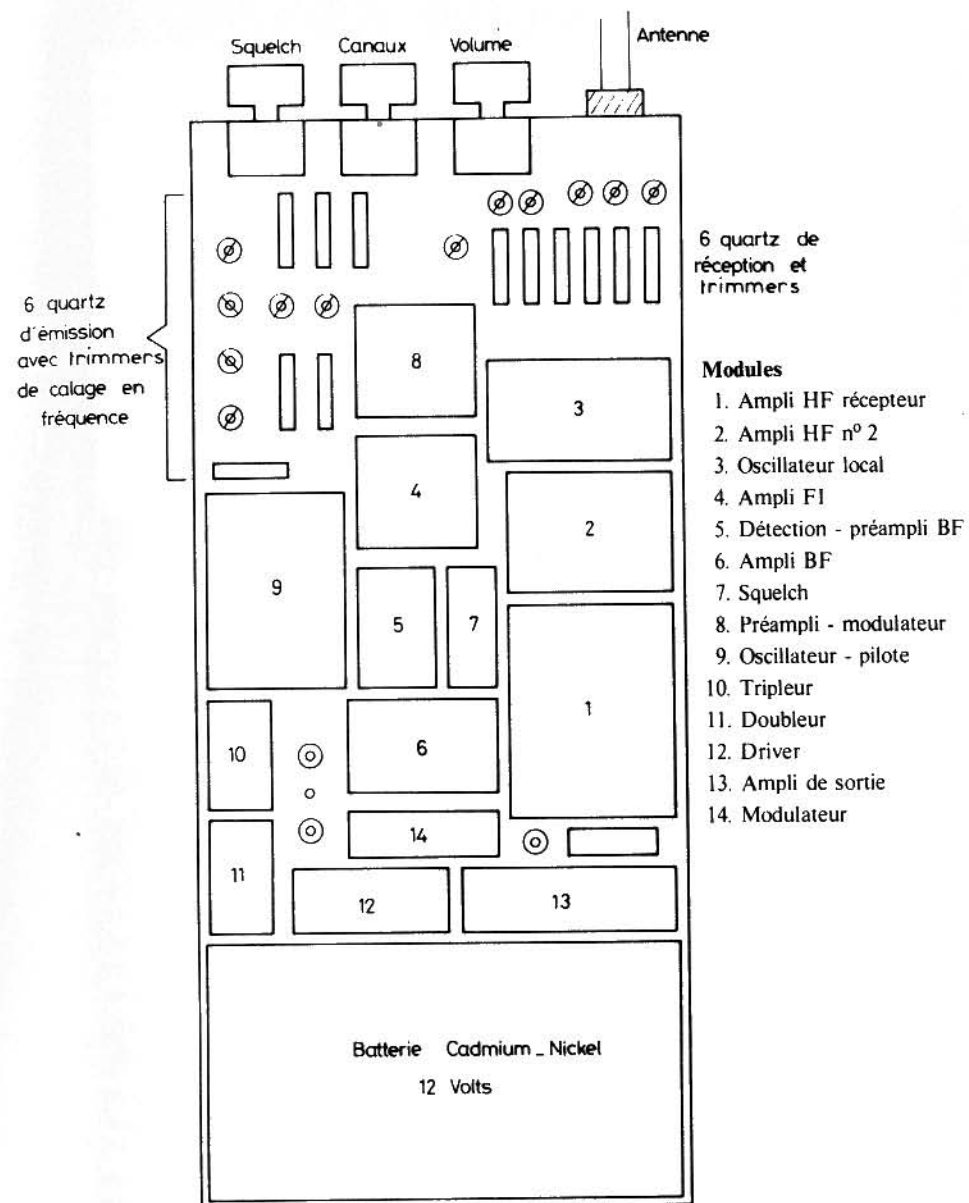 Squelch Canaux Volume Antenne
6 quartz
d'émission
avec trimmers
de calage en
fréquence
6 quartz de
réception et
trimmers
8
3
4
2
9
5
7
1
10
6
14
11
12
13
Batterie Cadmium_Nickel
12 Volts
Modules
1. Ampli HF récepteur
2. Ampli HF nº 2
3. Oscillateur local
4. Ampli FI
5. Détection - préampli BF
6. Ampli BF
7. Squelch
8. Préampli - modulateur
9. Oscillateur - pilote
10. Tripleur
11. Doubleur
12. Driver
13. Ampli de sortie
14. Modulateur